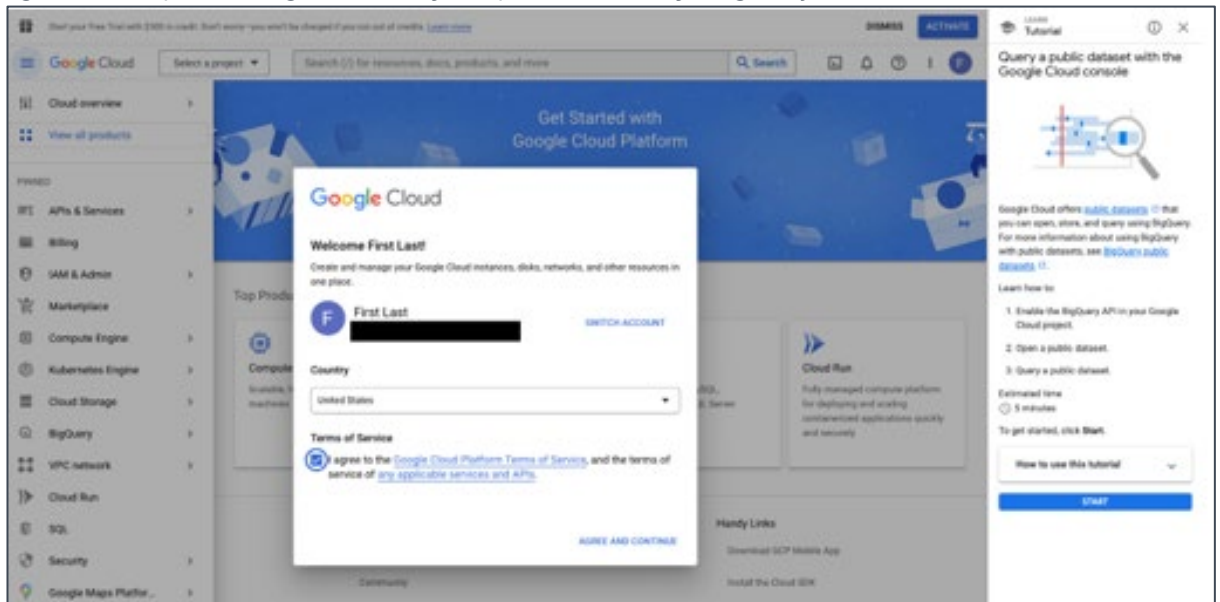 Start your Free Trial with $300 in credit. Don't worry—you won't be charged if you run out of credits. Learn more
DISMISS
ACTIVATE
Google Cloud
Select a project
Search (/) for resources, docs, products, and more
Search
F
Cloud overview
View all products
PINNED
APIs & Services
Billing
IAM & Admin
Marketplace
Compute Engine
Kubernetes Engine
Cloud Storage
BigQuery
VPC network
Cloud Run
SQL
Security
Google Maps Platfor...
Get Started with
Google Cloud Platform
Top Produ
Compute
Scalable,
machines
SQL,
Server
Cloud Run
Fully managed compute platform
for deploying and scaling
containerized applications quickly
and securely
Community
Handy Links
Download GCP Mobile App
Install the Cloud SDK
Google Cloud
Welcome First Last!
Create and manage your Google Cloud instances, disks, networks, and other resources in
one place.
F
First Last
SWITCH ACCOUNT
Country
United States
Terms of Service
I agree to the Google Cloud Platform Terms of Service, and the terms of
service of any applicable services and APIs.
AGREE AND CONTINUE
LEARN
Tutorial
Query a public dataset with the
Google Cloud console
Google Cloud offers public datasets that
you can open, store, and query using BigQuery.
For more information about using BigQuery
with public datasets, see BigQuery public
datasets.
Learn how to:
1. Enable the BigQuery API in your Google
Cloud project.
2. Open a public dataset.
3. Query a public dataset.
Estimated time
5 minutes
To get started, click Start.
How to use this tutorial
START